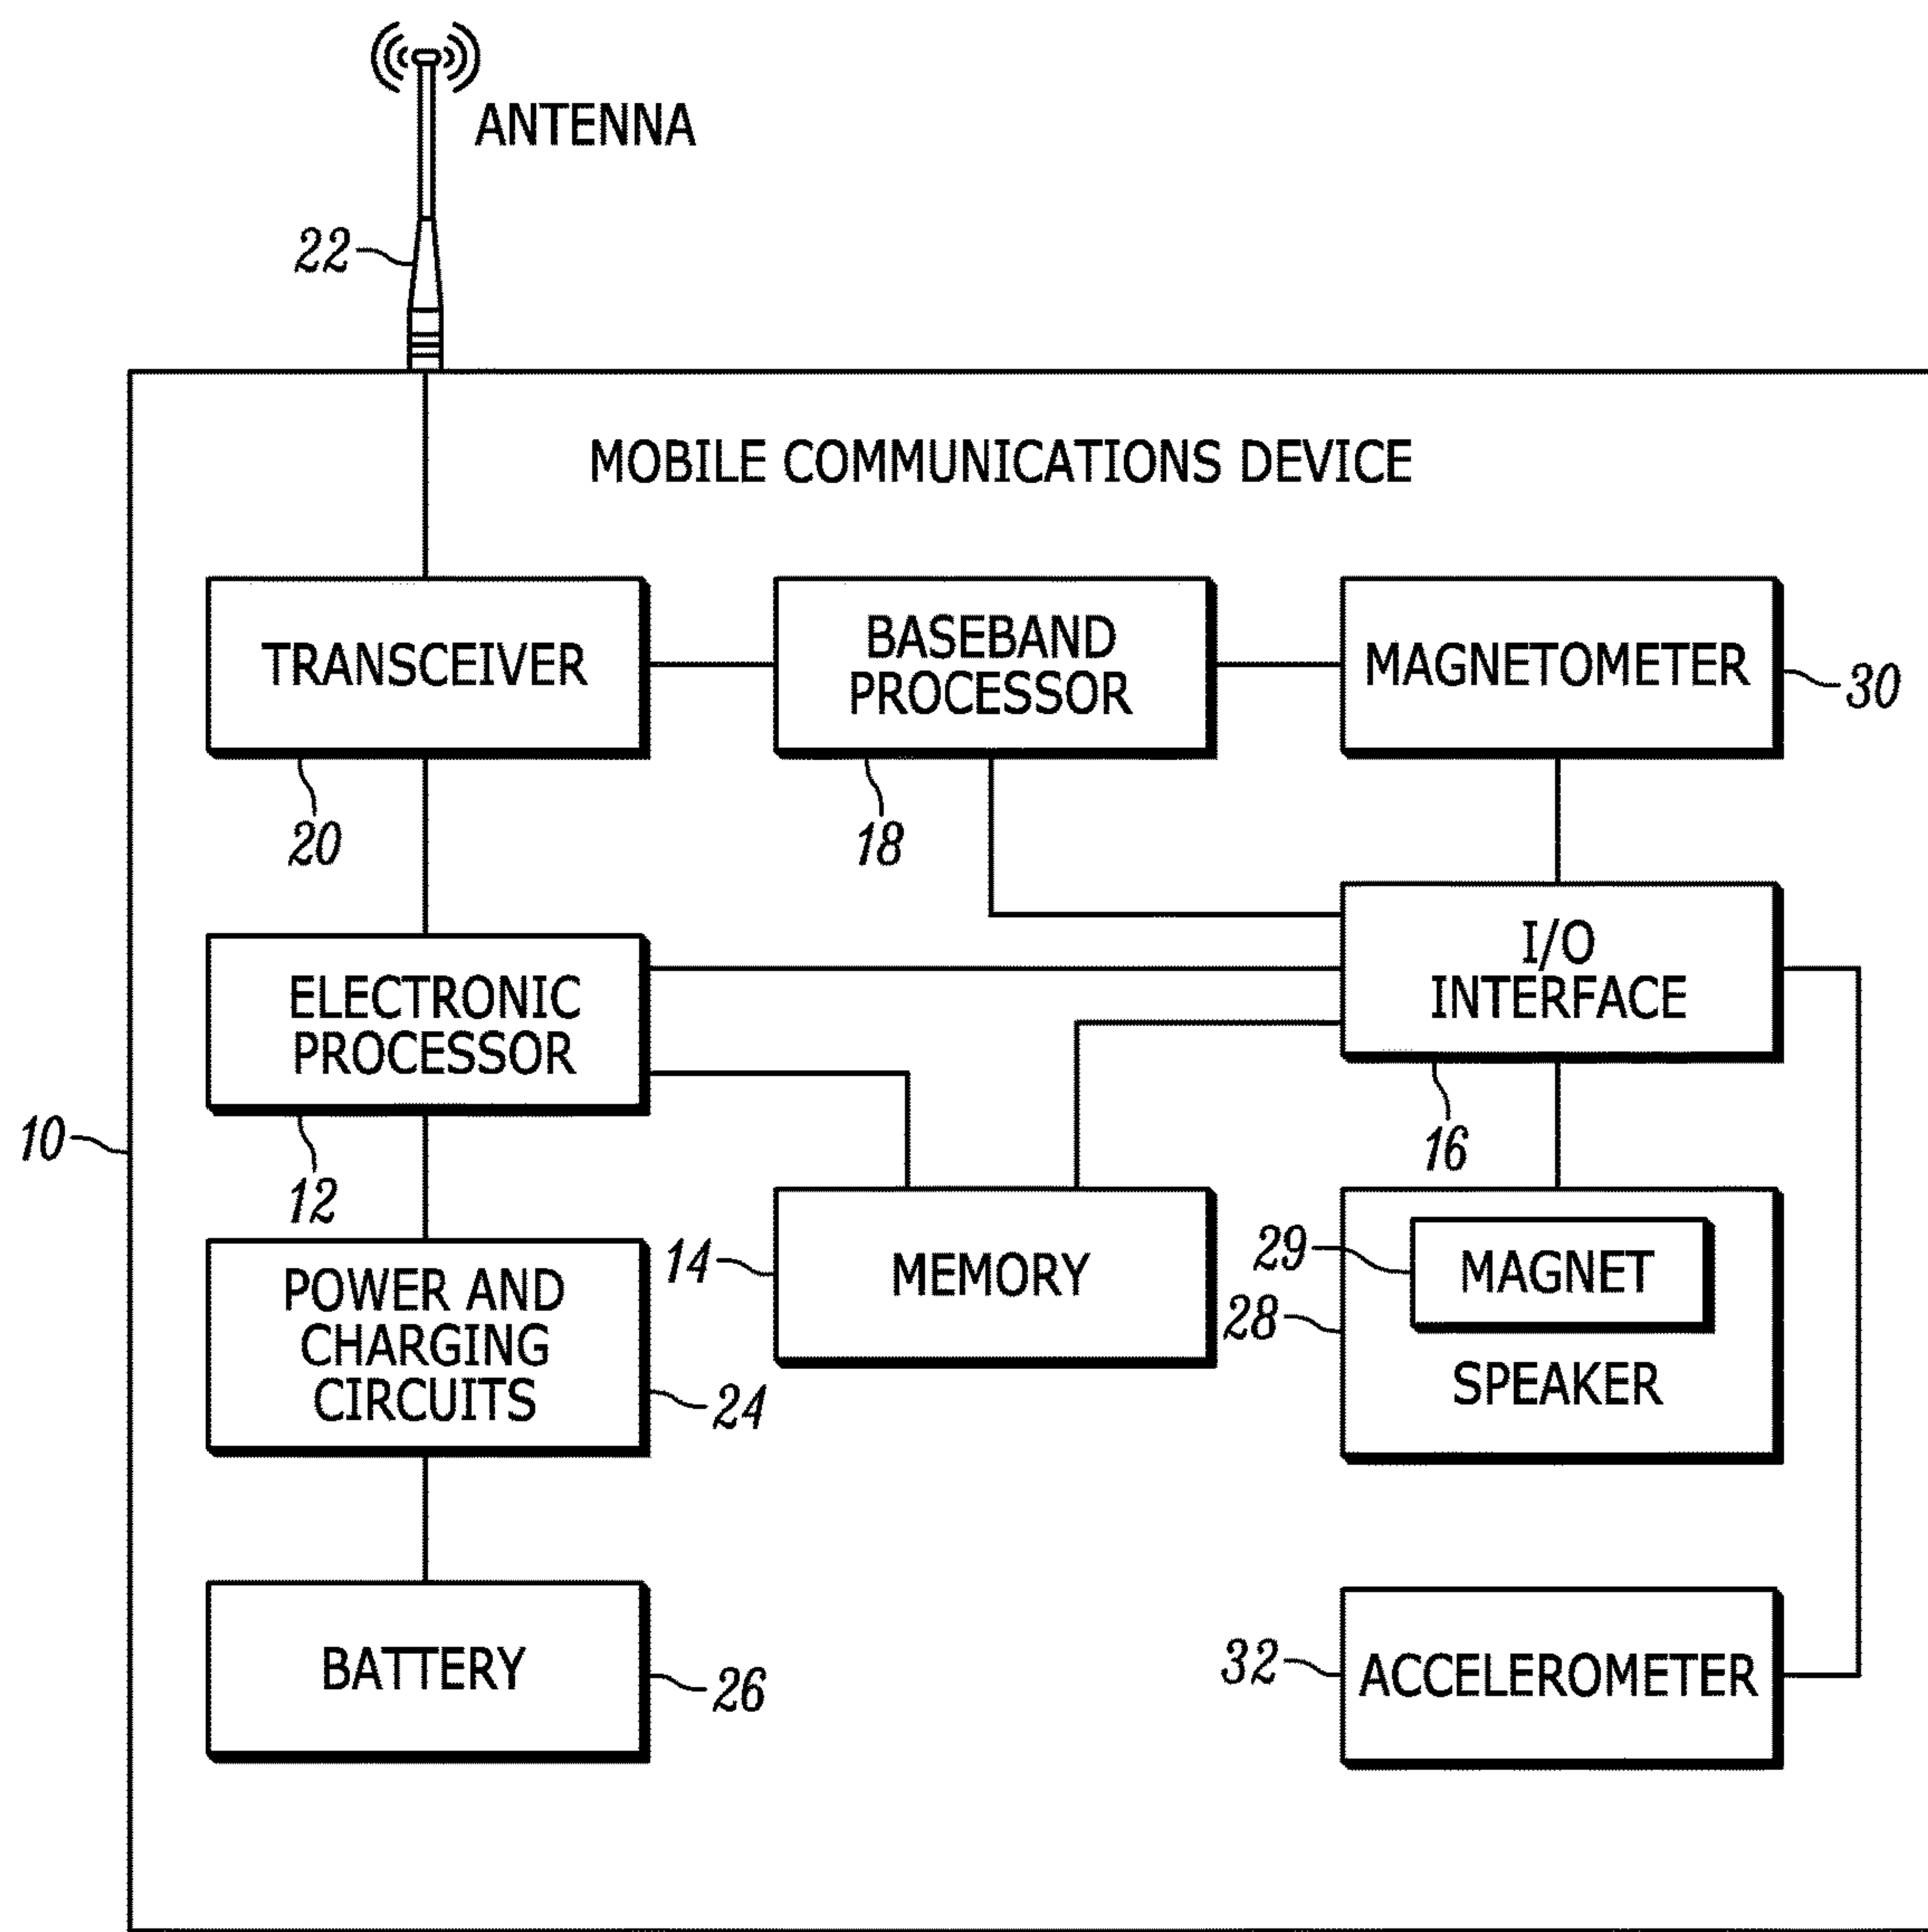 ANTENNA
22
MOBILE COMMUNICATIONS DEVICE
TRANSCEIVER
20
BASEBAND
PROCESSOR
18
MAGNETOMETER
30
ELECTRONIC
PROCESSOR
12
I/O
INTERFACE
16
10
POWER AND
CHARGING
CIRCUITS
24
14
MEMORY
29
MAGNET
28
SPEAKER
BATTERY
26
32
ACCELEROMETER